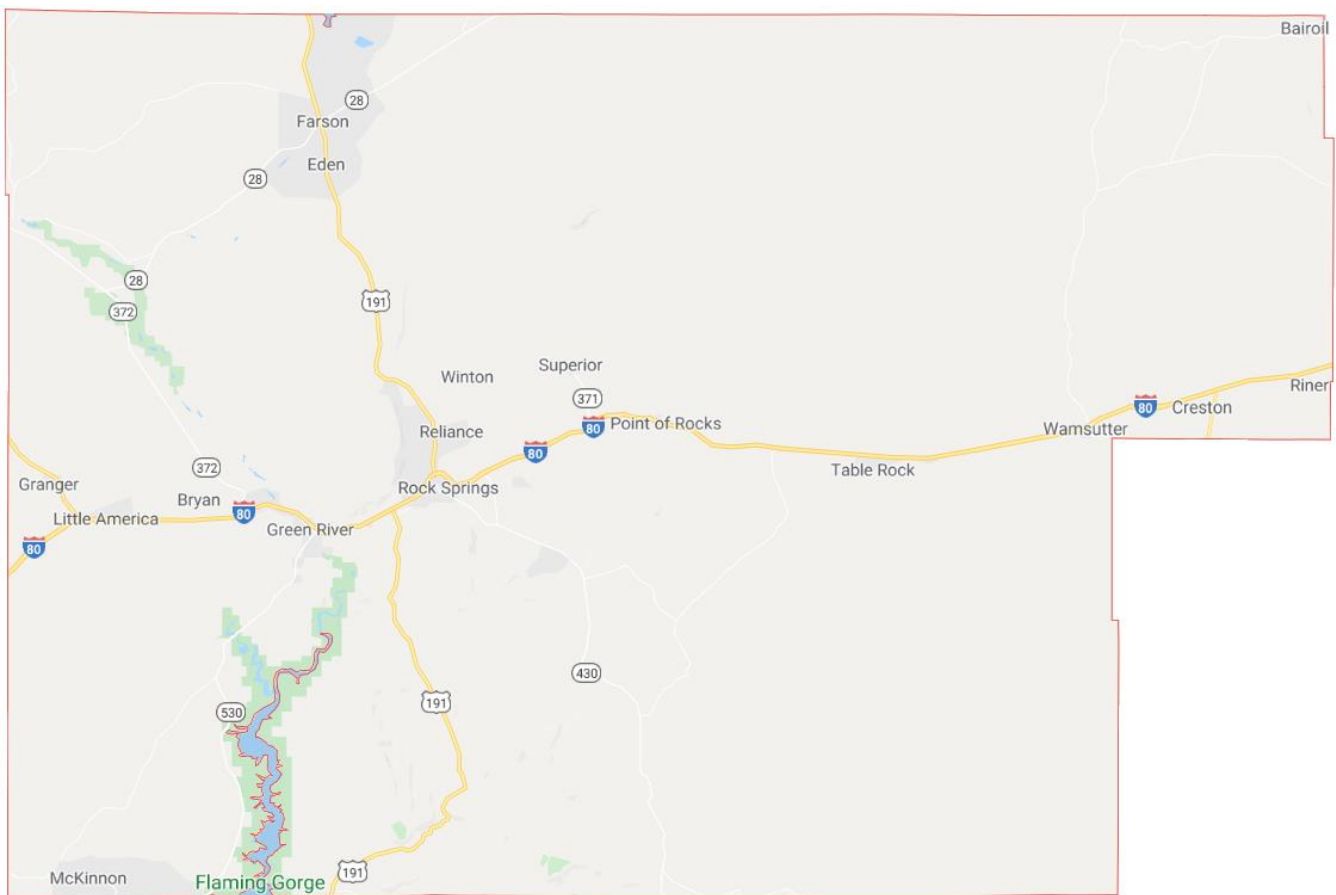 Bairoil
28
Farson
Eden
28
28
372
191
Superior
Winton
371
Riner
80
Creston
80
Point of Rocks
Wamsutter
Reliance
80
Table Rock
372
Granger
Rock Springs
Bryan
80
Little America
Green River
80
430
191
530
191
McKinnon
Flaming Gorge